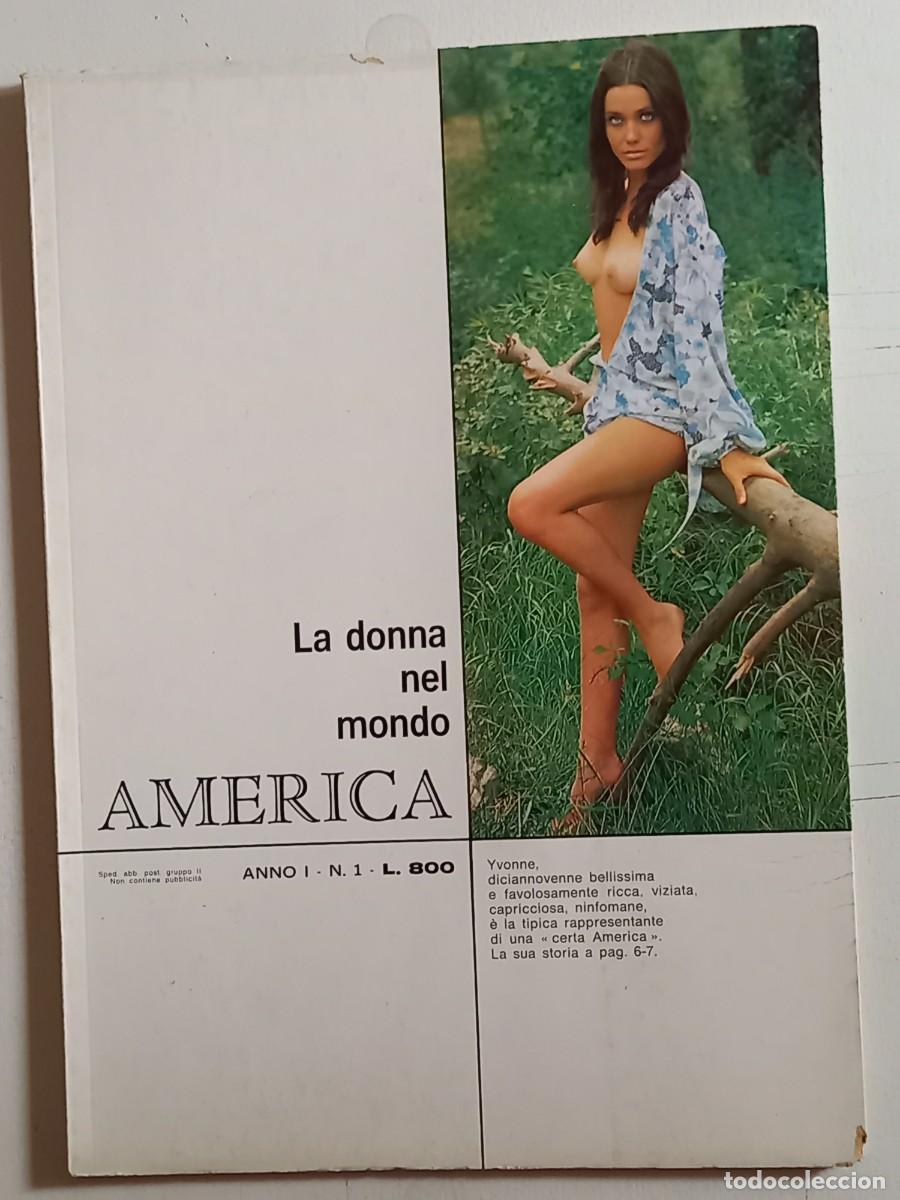 La donna
nel
mondo
AMERICA
Sped. abb. post. gruppo II
Non contiene pubblicità
ANNO I - N. 1 - L. 800
Yvonne,
diciannovenne bellissima
e favolosamente ricca, viziata,
capricciosa, ninfomane,
è la tipica rappresentante
di una « certa America ».
La sua storia a pag. 6-7.
todocoleccion